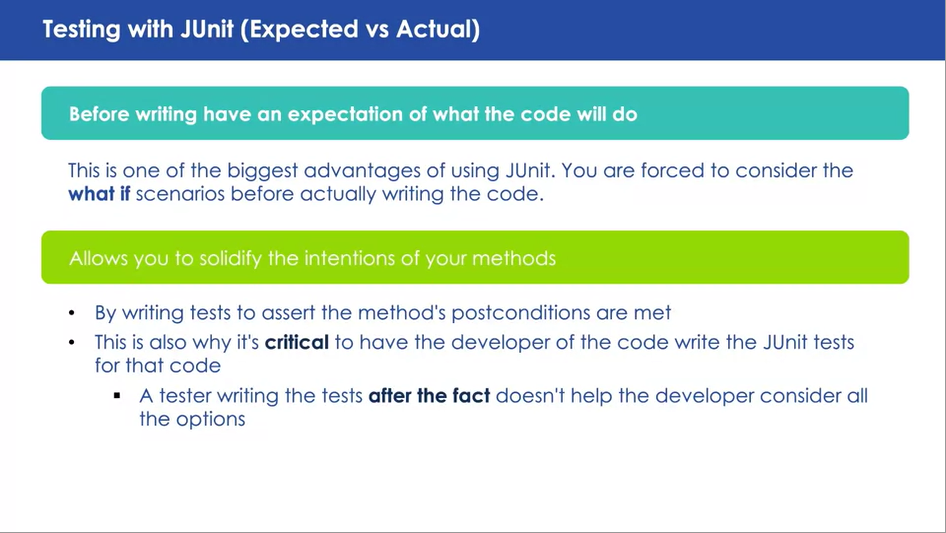 Testing with JUnit (Expected vs Actual)
Before writing have an expectation of what the code will do
This is one of the biggest advantages of using JUnit. You are forced to consider the
what if scenarios before actually writing the code.
Allows you to solidify the intentions of your methods
• By writing tests to assert the method's postconditions are met
• This is also why it's critical to have the developer of the code write the JUnit tests
for that code
▪ A tester writing the tests after the fact doesn't help the developer consider all
the options